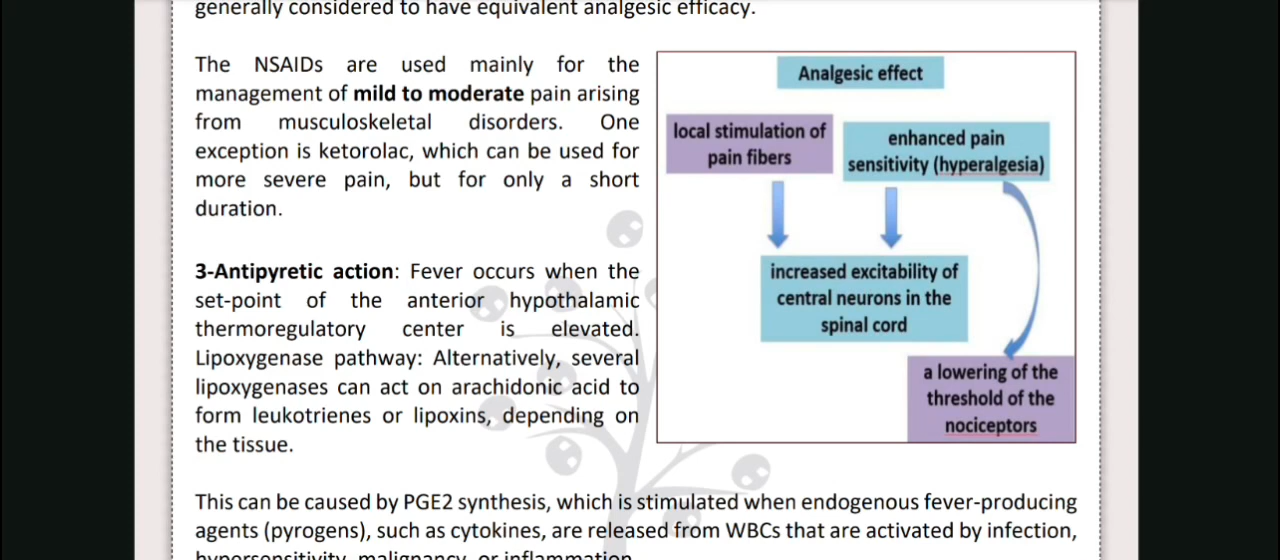 generally considered to have equivalent analgesic efficacy.
The NSAIDs are used mainly for the
management of mild to moderate pain arising
from musculoskeletal disorders. One
exception is ketorolac, which can be used for
more severe pain, but for only a short
duration.
3-Antipyretic action: Fever occurs when the
set-point of the anterior hypothalamic
thermoregulatory center is elevated.
Lipoxygenase pathway: Alternatively, several
lipoxygenases can act on arachidonic acid to
form leukotrienes or lipoxins, depending on
the tissue.
Analgesic effect
local stimulation of
pain fibers
enhanced pain
sensitivity (hyperalgesia)
increased excitability of
central neurons in the
spinal cord
a lowering of the
threshold of the
nociceptors
This can be caused by PGE2 synthesis, which is stimulated when endogenous fever-producing
agents (pyrogens), such as cytokines, are released from WBCs that are activated by infection,
hypersensitivity, malignancy, or inflammation.